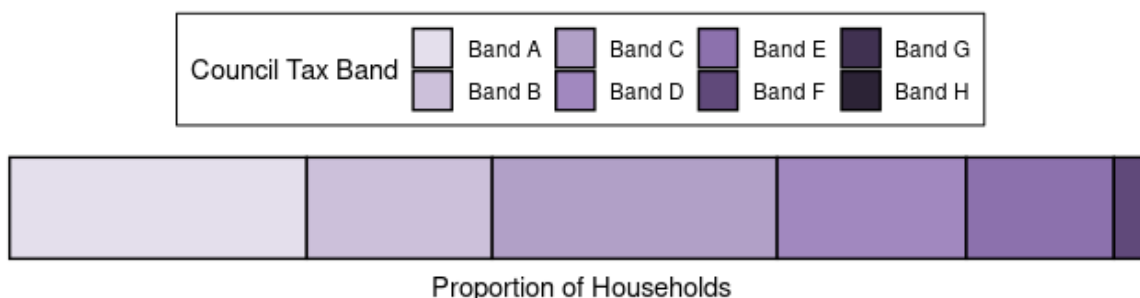 Council Tax Band
Band A
Band C
Band E
Band G
Band B
Band D
Band F
Band H
Proportion of Households